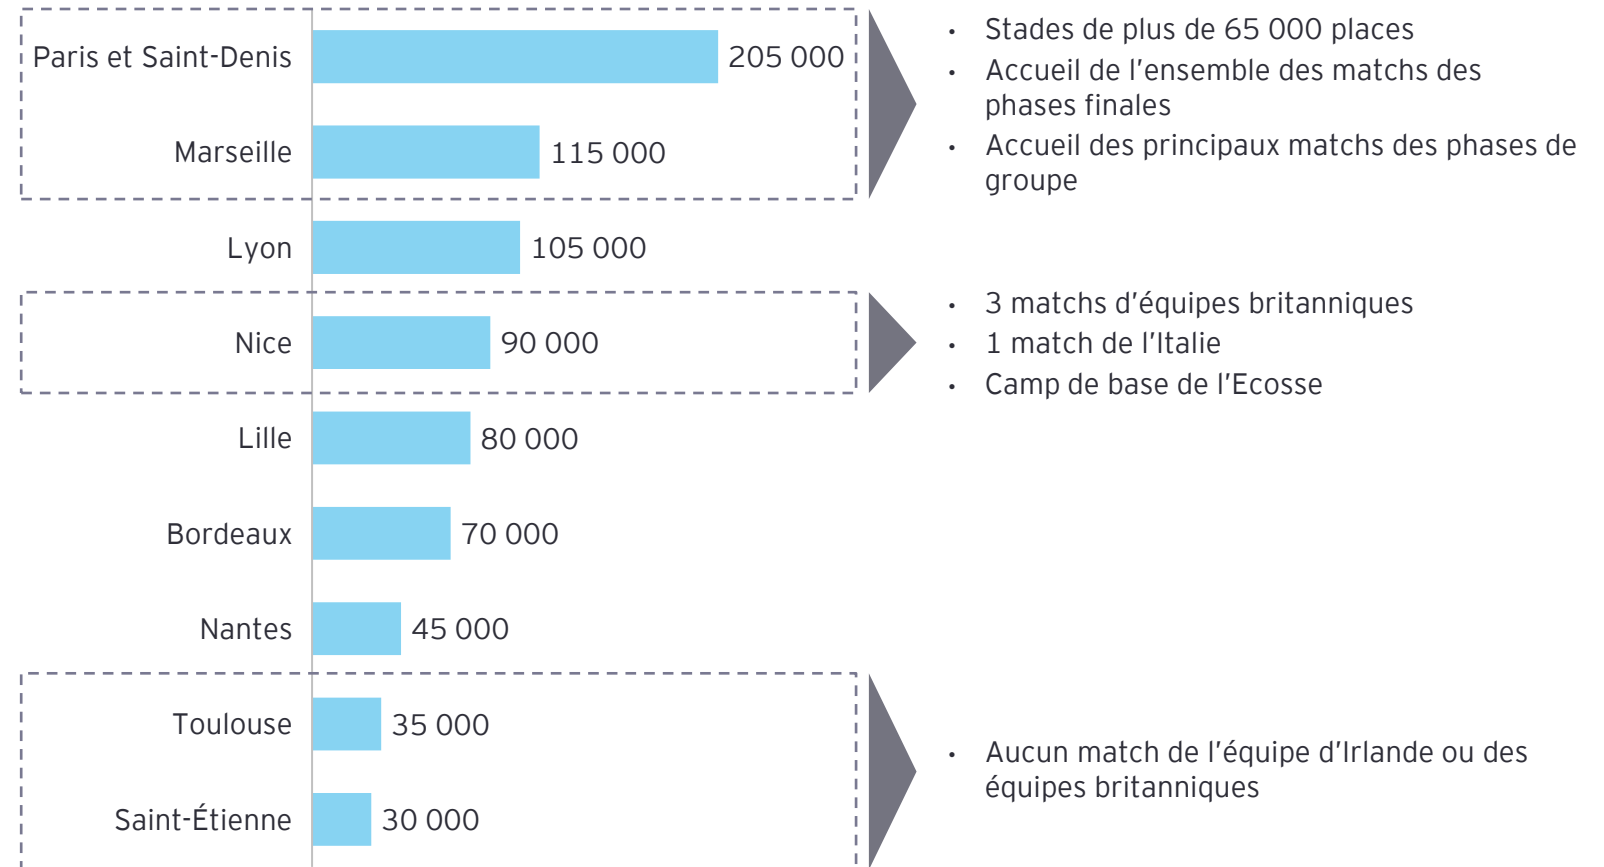 Paris et Saint-Denis 205 000
Marseille 115 000
• Stades de plus de 65 000 places
• Accueil de l'ensemble des matchs des
phases finales
• Accueil des principaux matchs des phases de
groupe
Lyon 105 000
Nice 90 000
• 3 matchs d'équipes britanniques
• 1 match de l'Italie
• Camp de base de l'Ecosse
Lille 80 000
Bordeaux 70 000
Nantes 45 000
Toulouse 35 000
Saint-Étienne 30 000
• Aucun match de l'équipe d'Irlande ou des
équipes britanniques